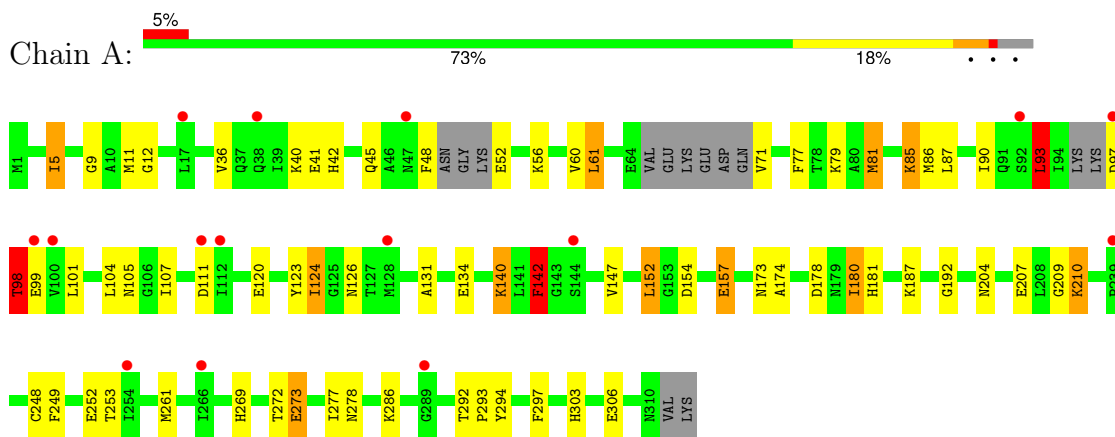 5%
Chain A:
73% 18% • • •
M1 I5 G9 A10 M11 G12 L17 V36 Q37 Q38 I39 K40 E41 H42 Q45 A46 N47 F48 ASN GLY LYS E52 K56 V60 L61 E64 VAL GLU LYS GLU ASP GLN V71 F77 T78 K79 A80 M81 K85 M86 L87 I90 Q91 S92 L93 I94 LYS LYS
T98 E99 V100 L101 L104 N105 G106 I107 D111 I112 E120 Y123 I124 G125 N126 T127 M128 A131 E134 K140 L141 F142 G143 S144 V147 L152 G153 D154 E157 N173 A174 D178 N179 I180 H181 K187 G192 N204 E207 L208 G209 K210
C248 F249 E252 T253 I254 M261 I266 H269 T272 E273 I277 N278 K286 G289 T292 P293 Y294 F297 H303 E306 N310 VAL LYS